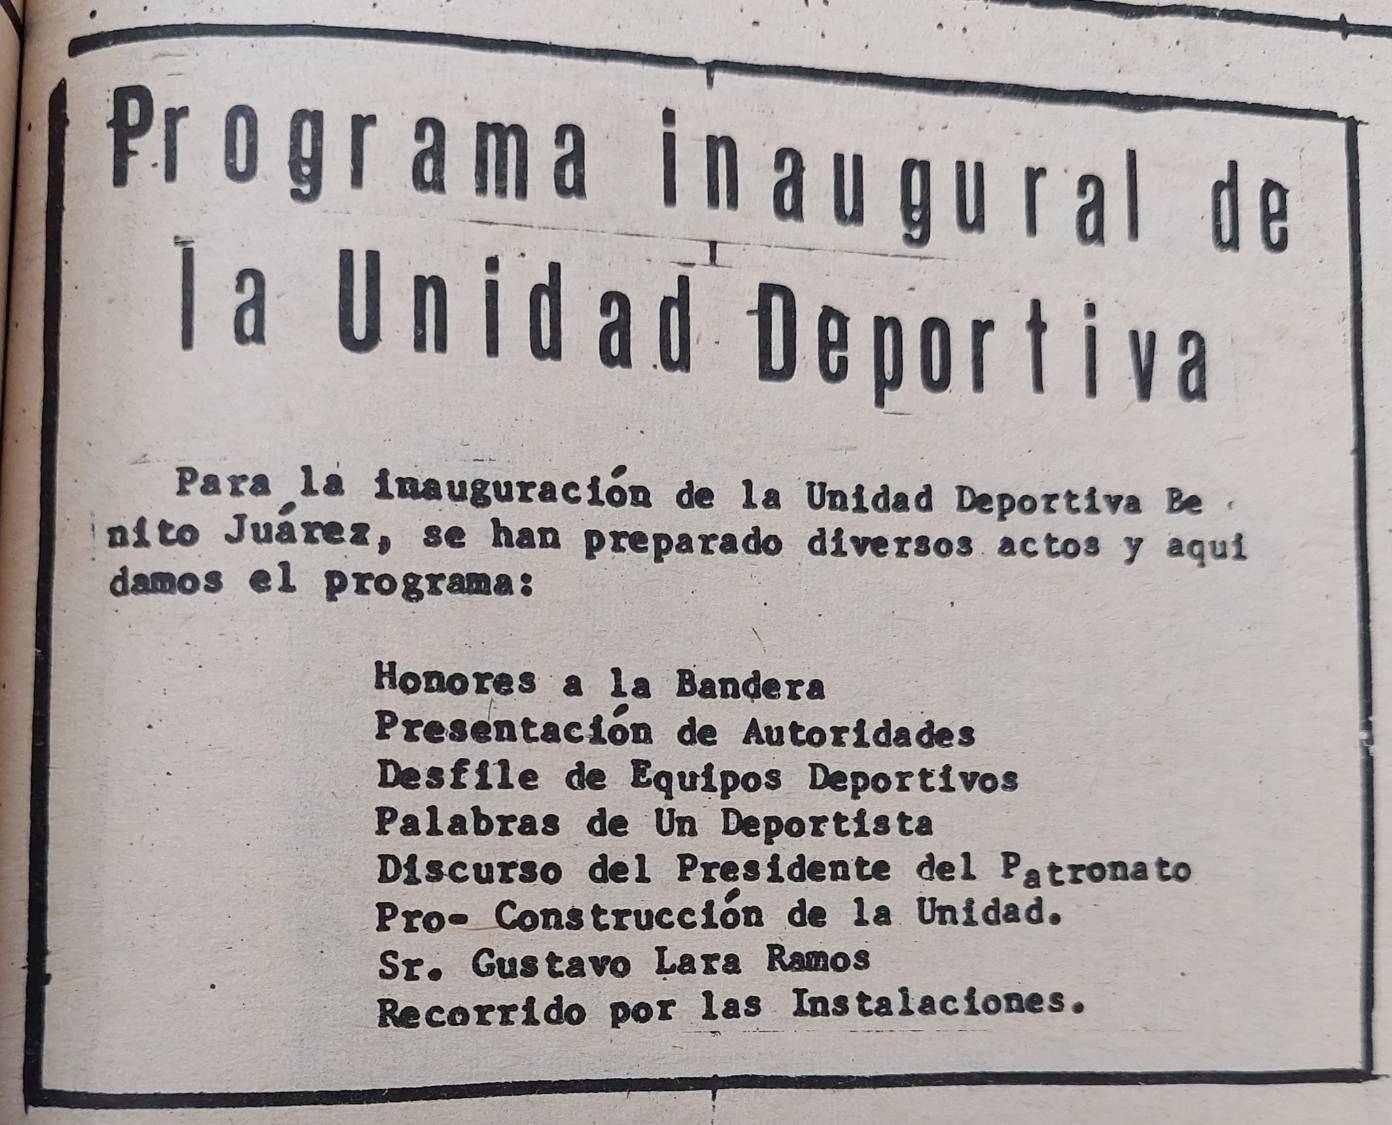 Programa inaugural de
la Unidad Deportiva
Para la inauguración de la Unidad Deportiva Be
nito Juárez, se han preparado diversos actos y aquí
damos el programa:
Honores a la Bandera
Presentación de Autoridades
Desfile de Equipos Deportivos
Palabras de Un Deportista
Discurso del Presidente del Patronato
Pro- Construcción de la Unidad.
Sr. Gustavo Lara Ramos
Recorrido por las Instalaciones.